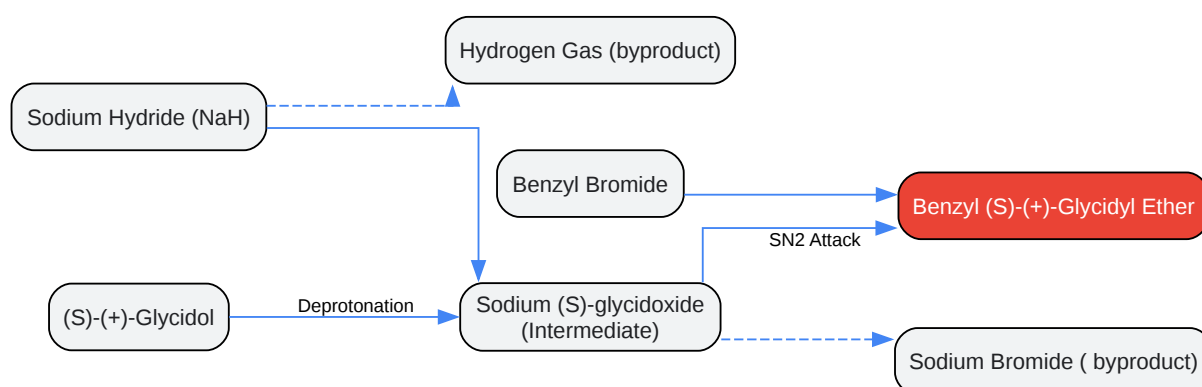 Hydrogen Gas (byproduct)
Sodium Hydride (NaH)
Benzyl Bromide
Benzyl (S)-(+)-Glycidyl Ether
SN2 Attack
(S)-(+)-Glycidol
Deprotonation
Sodium (S)-glycidoxide
(Intermediate)
Sodium Bromide ( byproduct)